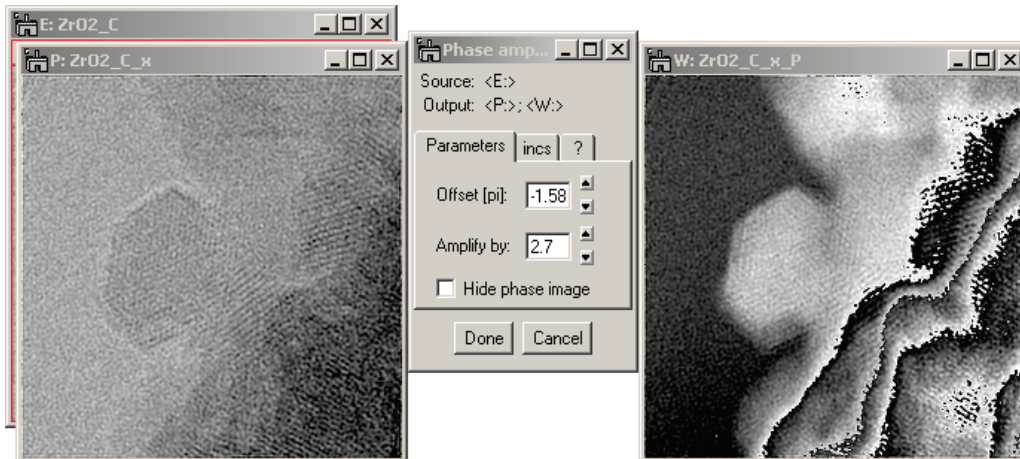 E: ZrO2_C
P: ZrO2_C_x
Phase amp...
Source: <E:>
Output: <P:>; <W:>
Parameters incs ?
Offset [pi]: -1.58
Amplify by: 2.7
Hide phase image
Done Cancel
W: ZrO2_C_x_P